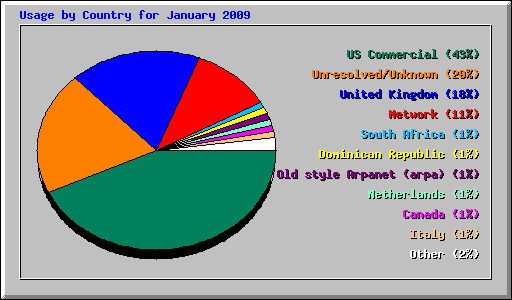 Usage by Country for January 2009
US Commercial (43%)
Unresolved/Unknown (20%)
United Kingdom (18%)
Network (11%)
South Africa (1%)
Dominican Republic (1%)
Old style Arpanet (arpa) (1%)
Netherlands (1%)
Canada (1%)
Italy (1%)
Other (2%)